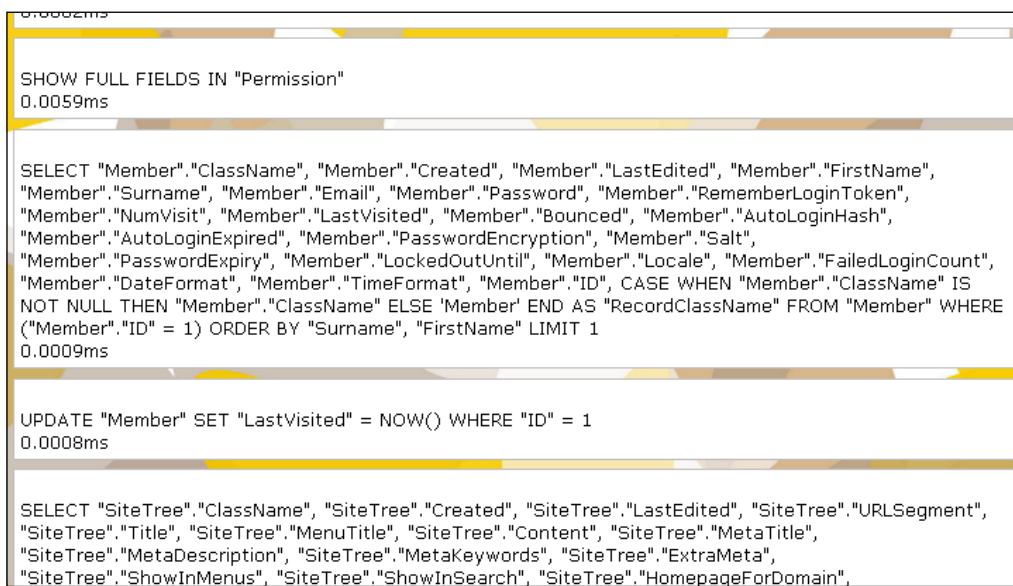 0.0002ms
SHOW FULL FIELDS IN "Permission"
0.0059ms
SELECT "Member"."ClassName", "Member"."Created", "Member"."LastEdited", "Member"."FirstName",
"Member"."Surname", "Member"."Email", "Member"."Password", "Member"."RememberLoginToken",
"Member"."NumVisit", "Member"."LastVisited", "Member"."Bounced", "Member"."AutoLoginHash",
"Member"."AutoLoginExpired", "Member"."PasswordEncryption", "Member"."Salt",
"Member"."PasswordExpiry", "Member"."LockedOutUntil", "Member"."Locale", "Member"."FailedLoginCount",
"Member"."DateFormat", "Member"."TimeFormat", "Member"."ID", CASE WHEN "Member"."ClassName" IS
NOT NULL THEN "Member"."ClassName" ELSE 'Member' END AS "RecordClassName" FROM "Member" WHERE
("Member"."ID" = 1) ORDER BY "Surname", "FirstName" LIMIT 1
0.0009ms
UPDATE "Member" SET "LastVisited" = NOW() WHERE "ID" = 1
0.0008ms
SELECT "SiteTree"."ClassName", "SiteTree"."Created", "SiteTree"."LastEdited", "SiteTree"."URLSegment",
"SiteTree"."Title", "SiteTree"."MenuTitle", "SiteTree"."Content", "SiteTree"."MetaTitle",
"SiteTree"."MetaDescription", "SiteTree"."MetaKeywords", "SiteTree"."ExtraMeta",
"SiteTree"."ShowInMenus", "SiteTree"."ShowInSearch", "SiteTree"."HomepageForDomain",